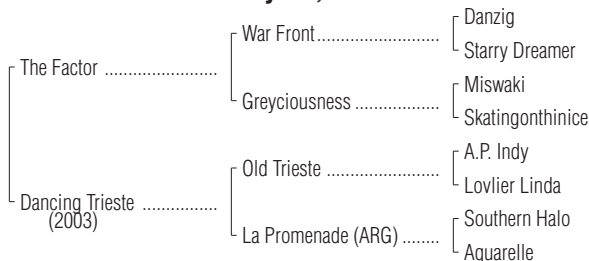 Danzig
War Front
Starry Dreamer
The Factor
Miswaki
Greyciousness
Skatingonthinice
A.P. Indy
Old Trieste
Lovlier Linda
Dancing Trieste
(2003)
Southern Halo
La Promenade (ARG)
Aquarelle